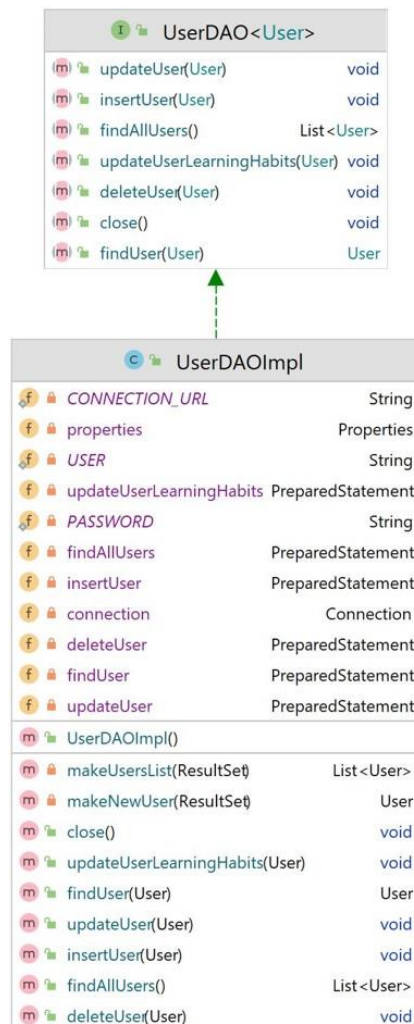 I UserDAO<User>
m updateUser(User) void
m insertUser(User) void
m findAllUsers() List<User>
m updateUserLearningHabits(User) void
m deleteUser(User) void
m close() void
m findUser(User) User
C UserDAOImpl
f CONNECTION_URL String
f properties Properties
f USER String
f updateUserLearningHabits PreparedStatement
f PASSWORD String
f findAllUsers PreparedStatement
f insertUser PreparedStatement
f connection Connection
f deleteUser PreparedStatement
f findUser PreparedStatement
f updateUser PreparedStatement
m UserDAOImpl()
m makeUsersList(ResultSet) List<User>
m makeNewUser(ResultSet) User
m close() void
m updateUserLearningHabits(User) void
m findUser(User) User
m updateUser(User) void
m insertUser(User) void
m findAllUsers() List<User>
m deleteUser(User) void